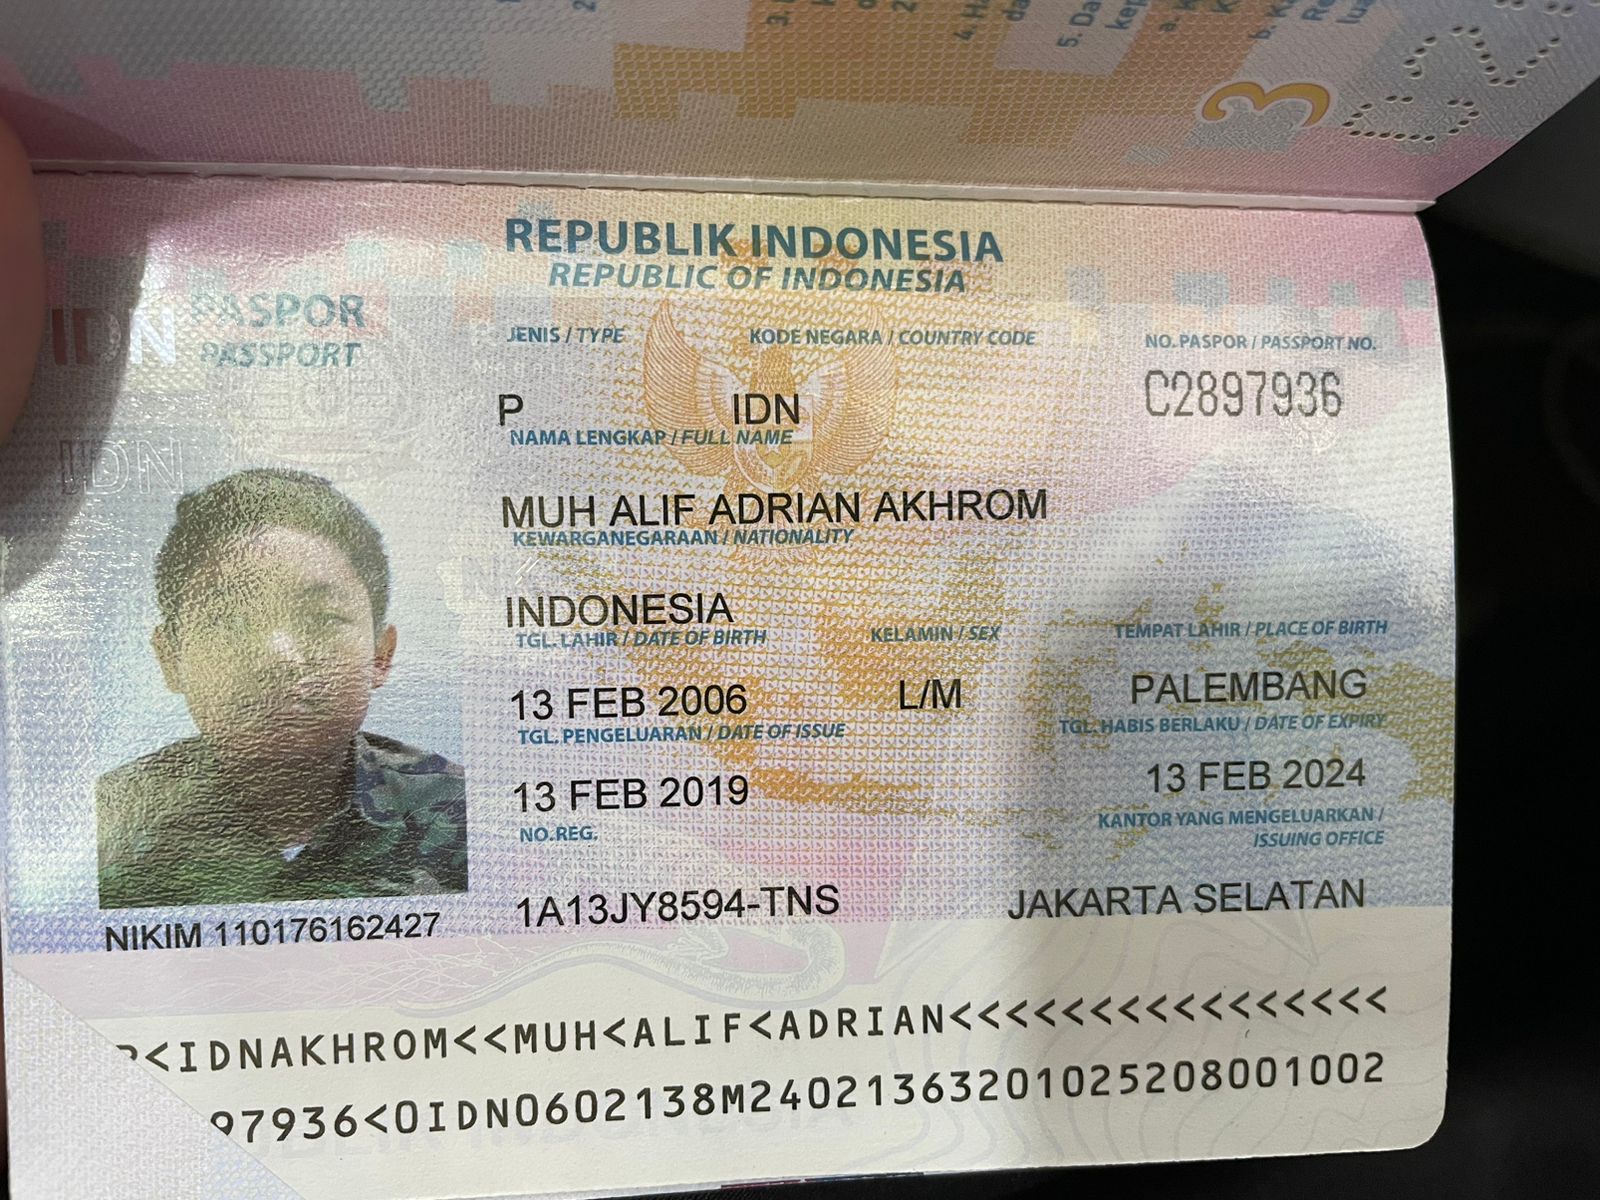 3
REPUBLIK INDONESIA
REPUBLIC OF INDONESIA
IDN
PASPOR
PASSPORT
JENIS / TYPE
KODE NEGARA / COUNTRY CODE
NO. PASPOR / PASSPORT NO.
P
IDN
C2897936
NAMA LENGKAP / FULL NAME
IDN
MUH ALIF ADRIAN AKHROM
KEWARGANEGARAAN / NATIONALITY
INDONESIA
TGL. LAHIR / DATE OF BIRTH
KELAMIN / SEX
TEMPAT LAHIR / PLACE OF BIRTH
13 FEB 2006
L/M
PALEMBANG
TGL. PENGELUARAN / DATE OF ISSUE
TGL. HABIS BERLAKU / DATE OF EXPIRY
13 FEB 2019
13 FEB 2024
NO. REG.
KANTOR YANG MENGELUARKAN /
ISSUING OFFICE
1A13JY8594-TNS
JAKARTA SELATAN
NIKIM 110176162427
P<IDNAKHROM<<MUH<ALIF<ADRIAN<<<<<<<<<<<<<<<<
97936<0IDN0602138M24021363201025208001002